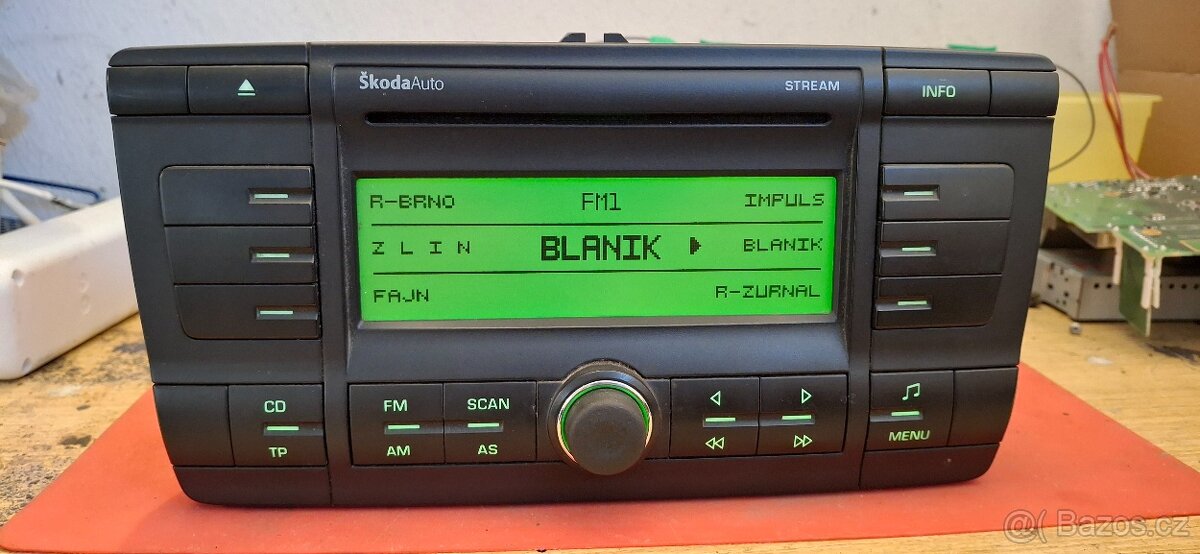 ŠkodaAuto STREAM
INFO
R-BRNO FM1 IMPULS
Z L I N BLANIK BLANIK
FAJN R-ZURNAL
CD FM SCAN
TP AM AS MENU
@( Bazos.cz